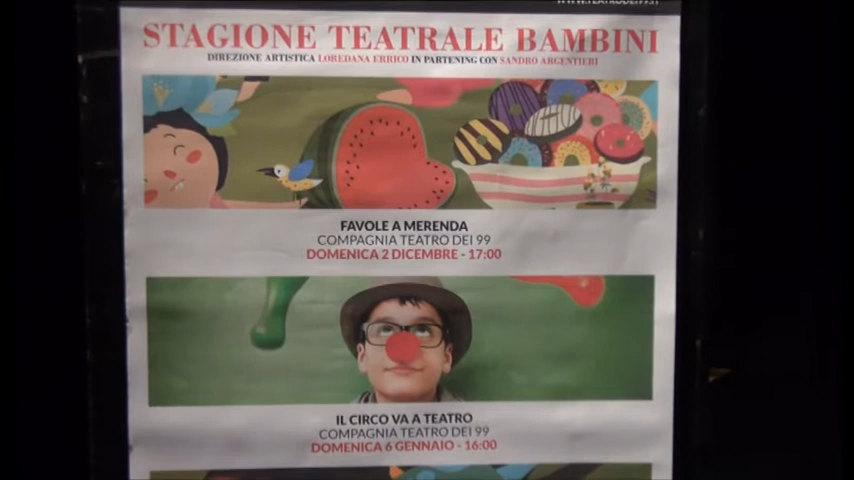 STAGIONE TEATRALE BAMBINI
DIREZIONE ARTISTICA LOREDANA ERRICO IN PARTENING CON SANDRO ARGENTIERI
FAVOLE A MERENDA
COMPAGNIA TEATRO DEI 99
DOMENICA 2 DICEMBRE - 17:00
IL CIRCO VA A TEATRO
COMPAGNIA TEATRO DEI 99
DOMENICA 6 GENNAIO - 16:00